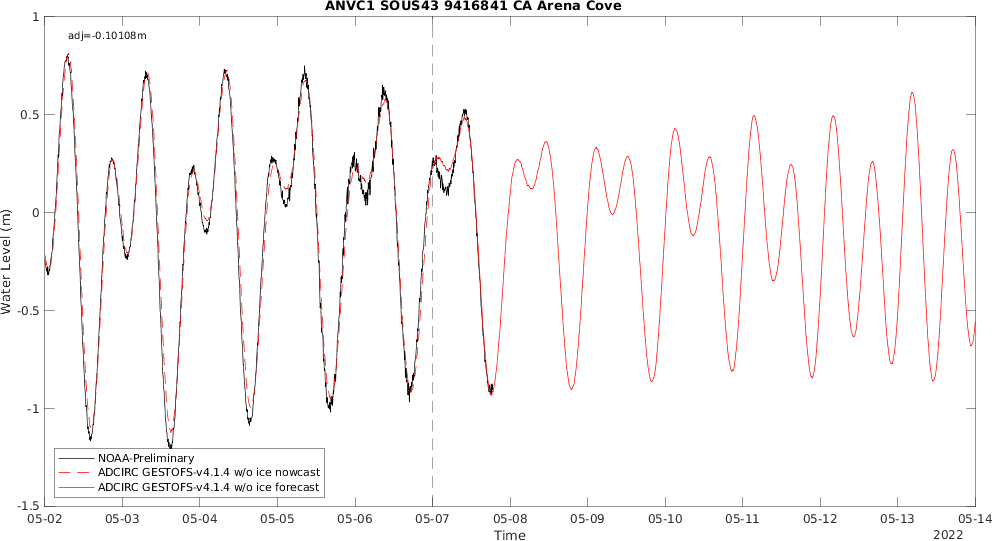 ANVC1 SOUS43 9416841 CA Arena Cove
adj=-0.10108m
1
0.5
0
-0.5
-1
-1.5
Water Level (m)
NOAA-Preliminary
ADCIRC GESTOFS-v4.1.4 w/o ice nowcast
ADCIRC GESTOFS-v4.1.4 w/o ice forecast
05-02 05-03 05-04 05-05 05-06 05-07 05-08 05-09 05-10 05-11 05-12 05-13 05-14
Time
2022